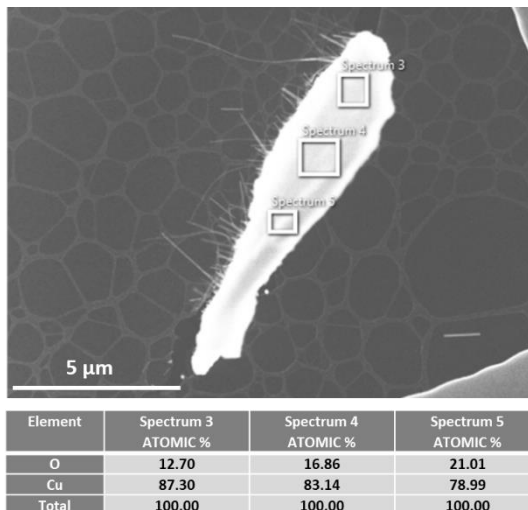 Spectrum 3
Spectrum 4
Spectrum 5
5 µm
Element Spectrum 3 Spectrum 4 Spectrum 5
ATOMIC % ATOMIC % ATOMIC %
O 12.70 16.86 21.01
Cu 87.30 83.14 78.99
Total 100.00 100.00 100.00